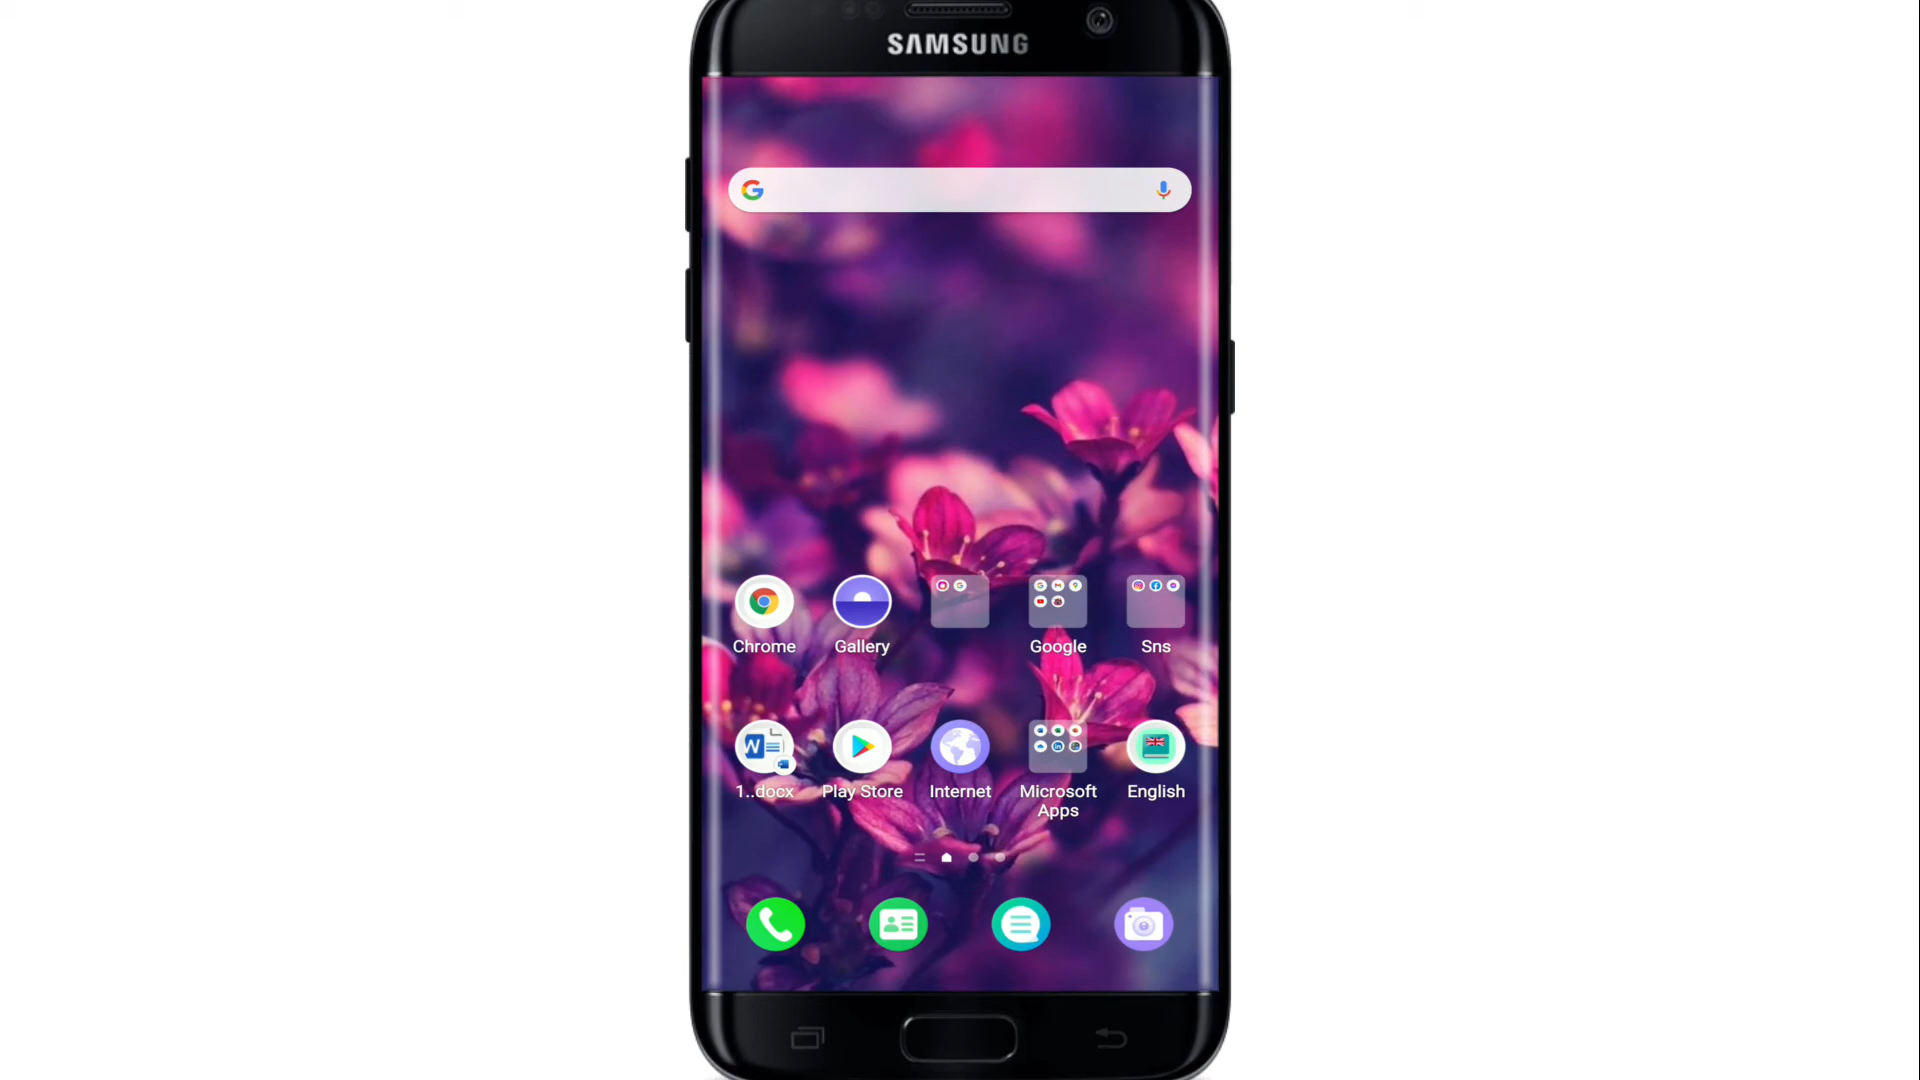 SAMSUNG
Chrome
Gallery
Google
Sns
1..docx
Play Store
Internet
Microsoft
Apps
English